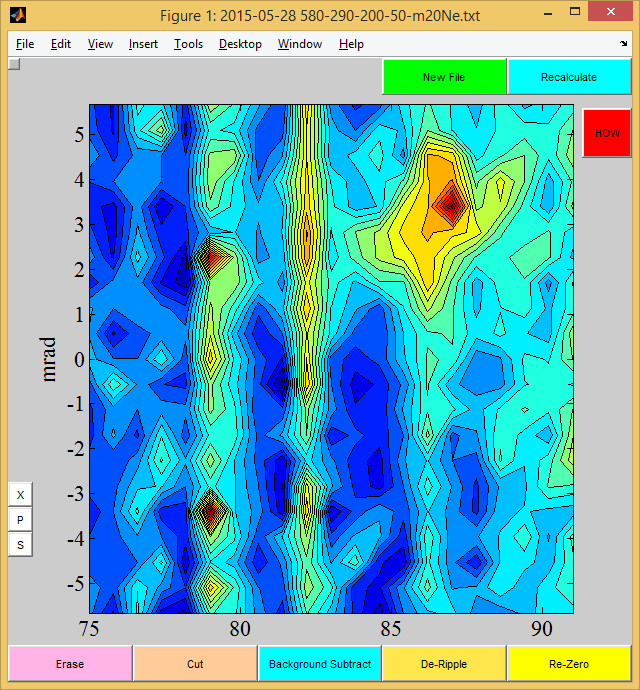 Figure 1: 2015-05-28 580-290-200-50-m20Ne.txt
File Edit View Insert Tools Desktop Window Help
New File Recalculate
HOW
5
4
3
2
1
0
-1
-2
-3
-4
-5
mrad
X
P
S
75 80 85 90
Erase Cut Background Subtract De-Ripple Re-Zero